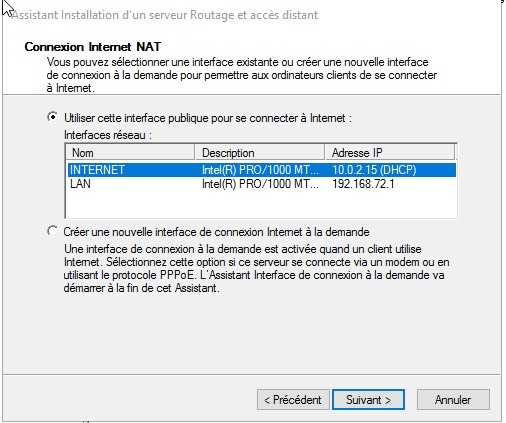 Assistant Installation d'un serveur Routage et accès distant
Connexion Internet NAT
Vous pouvez sélectionner une interface existante ou créer une nouvelle interface
de connexion à la demande pour permettre aux ordinateurs clients de se connecter
à Internet.
Utiliser cette interface publique pour se connecter à Internet :
Interfaces réseau :
Nom Description Adresse IP
INTERNET Intel(R) PRO/1000 MT... 10.0.2.15 (DHCP)
LAN Intel(R) PRO/1000 MT... 192.168.72.1
Créer une nouvelle interface de connexion Internet à la demande
Une interface de connexion à la demande est activée quand un client utilise
Internet. Sélectionnez cette option si ce serveur se connecte via un modem ou en
utilisant le protocole PPPoE. L'Assistant Interface de connexion à la demande va
démarrer à la fin de cet Assistant.
< Précédent Suivant > Annuler